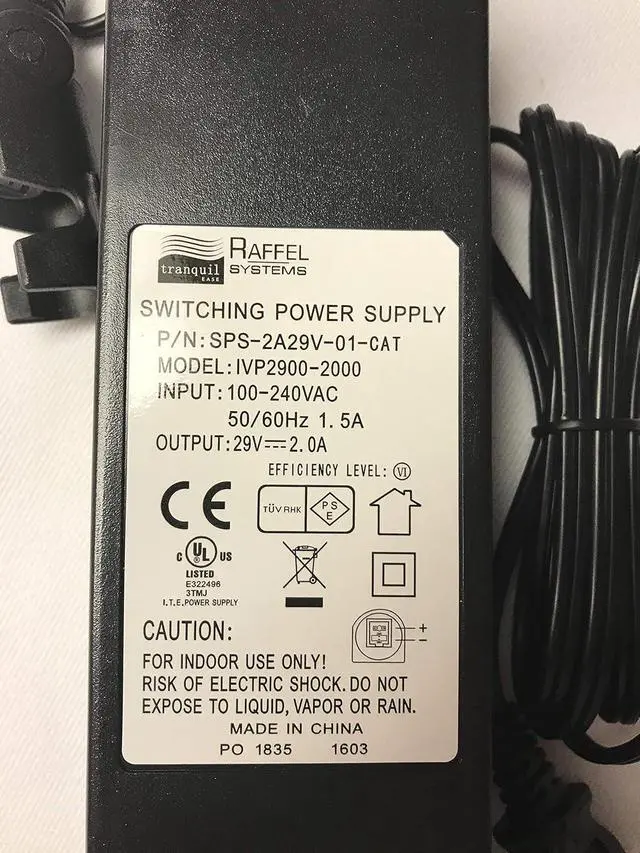 tranquil
EASE
RAFFEL
SYSTEMS
SWITCHING POWER SUPPLY
P/N: SPS-2A29V-01-CAT
MODEL: IVP2900-2000
INPUT: 100-240VAC
50/60Hz 1.5A
OUTPUT: 29V⎓2.0A
EFFICIENCY LEVEL: VI
CE
TÜV RHK
PS
E
c UL US
LISTED
E322496
3TMJ
I.T.E.POWER SUPPLY
+
−
CAUTION:
FOR INDOOR USE ONLY!
RISK OF ELECTRIC SHOCK. DO NOT
EXPOSE TO LIQUID, VAPOR OR RAIN.
MADE IN CHINA
PO 1835 1603